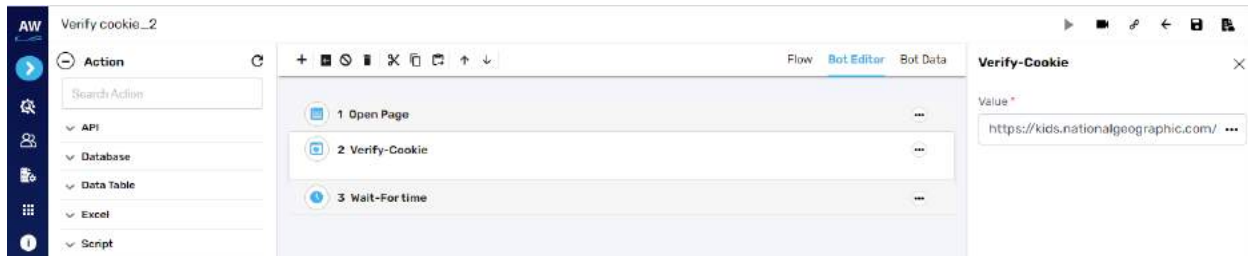 AW
Verify cookie_2
Action
Search Action
API
Database
Data Table
Excel
Script
Flow Bot Editor Bot Data
1 Open Page
2 Verify-Cookie
3 Wait-For time
Verify-Cookie
Value *
https://kids.nationalgeographic.com/